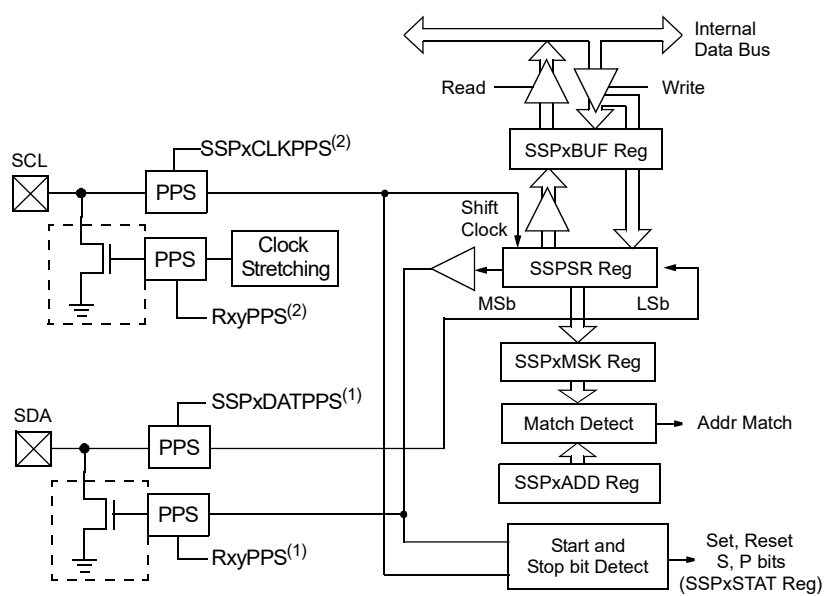 Internal
Data Bus
Read
Write
SSPxBUF Reg
SCL
SSPxCLKPPS(2)
PPS
Shift
Clock
PPS
Clock
Stretching
SSPSR Reg
MSb
LSb
RxyPPS(2)
SSPxMSK Reg
SDA
SSPxDATPPS(1)
PPS
Match Detect
Addr Match
SSPxADD Reg
PPS
RxyPPS(1)
Start and
Stop bit Detect
Set, Reset
S, P bits
(SSPxSTAT Reg)